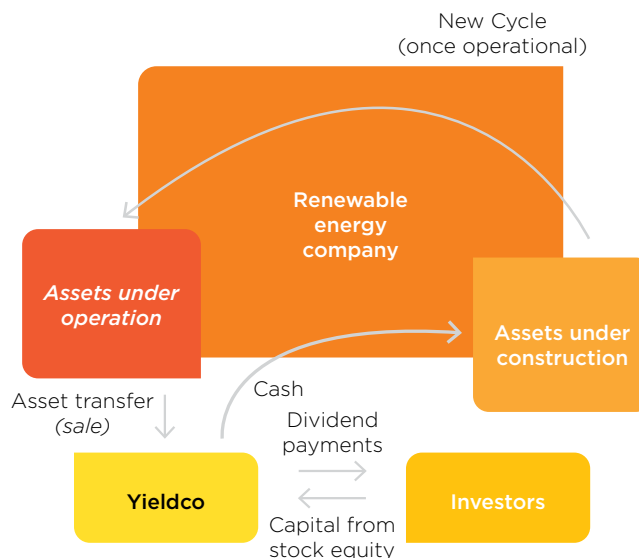 New Cycle
(once operational)
Renewable
energy
company
Assets under
operation
Assets under
construction
Asset transfer
(sale)
Cash
Dividend
payments
Yieldco
Investors
Capital from
stock equity